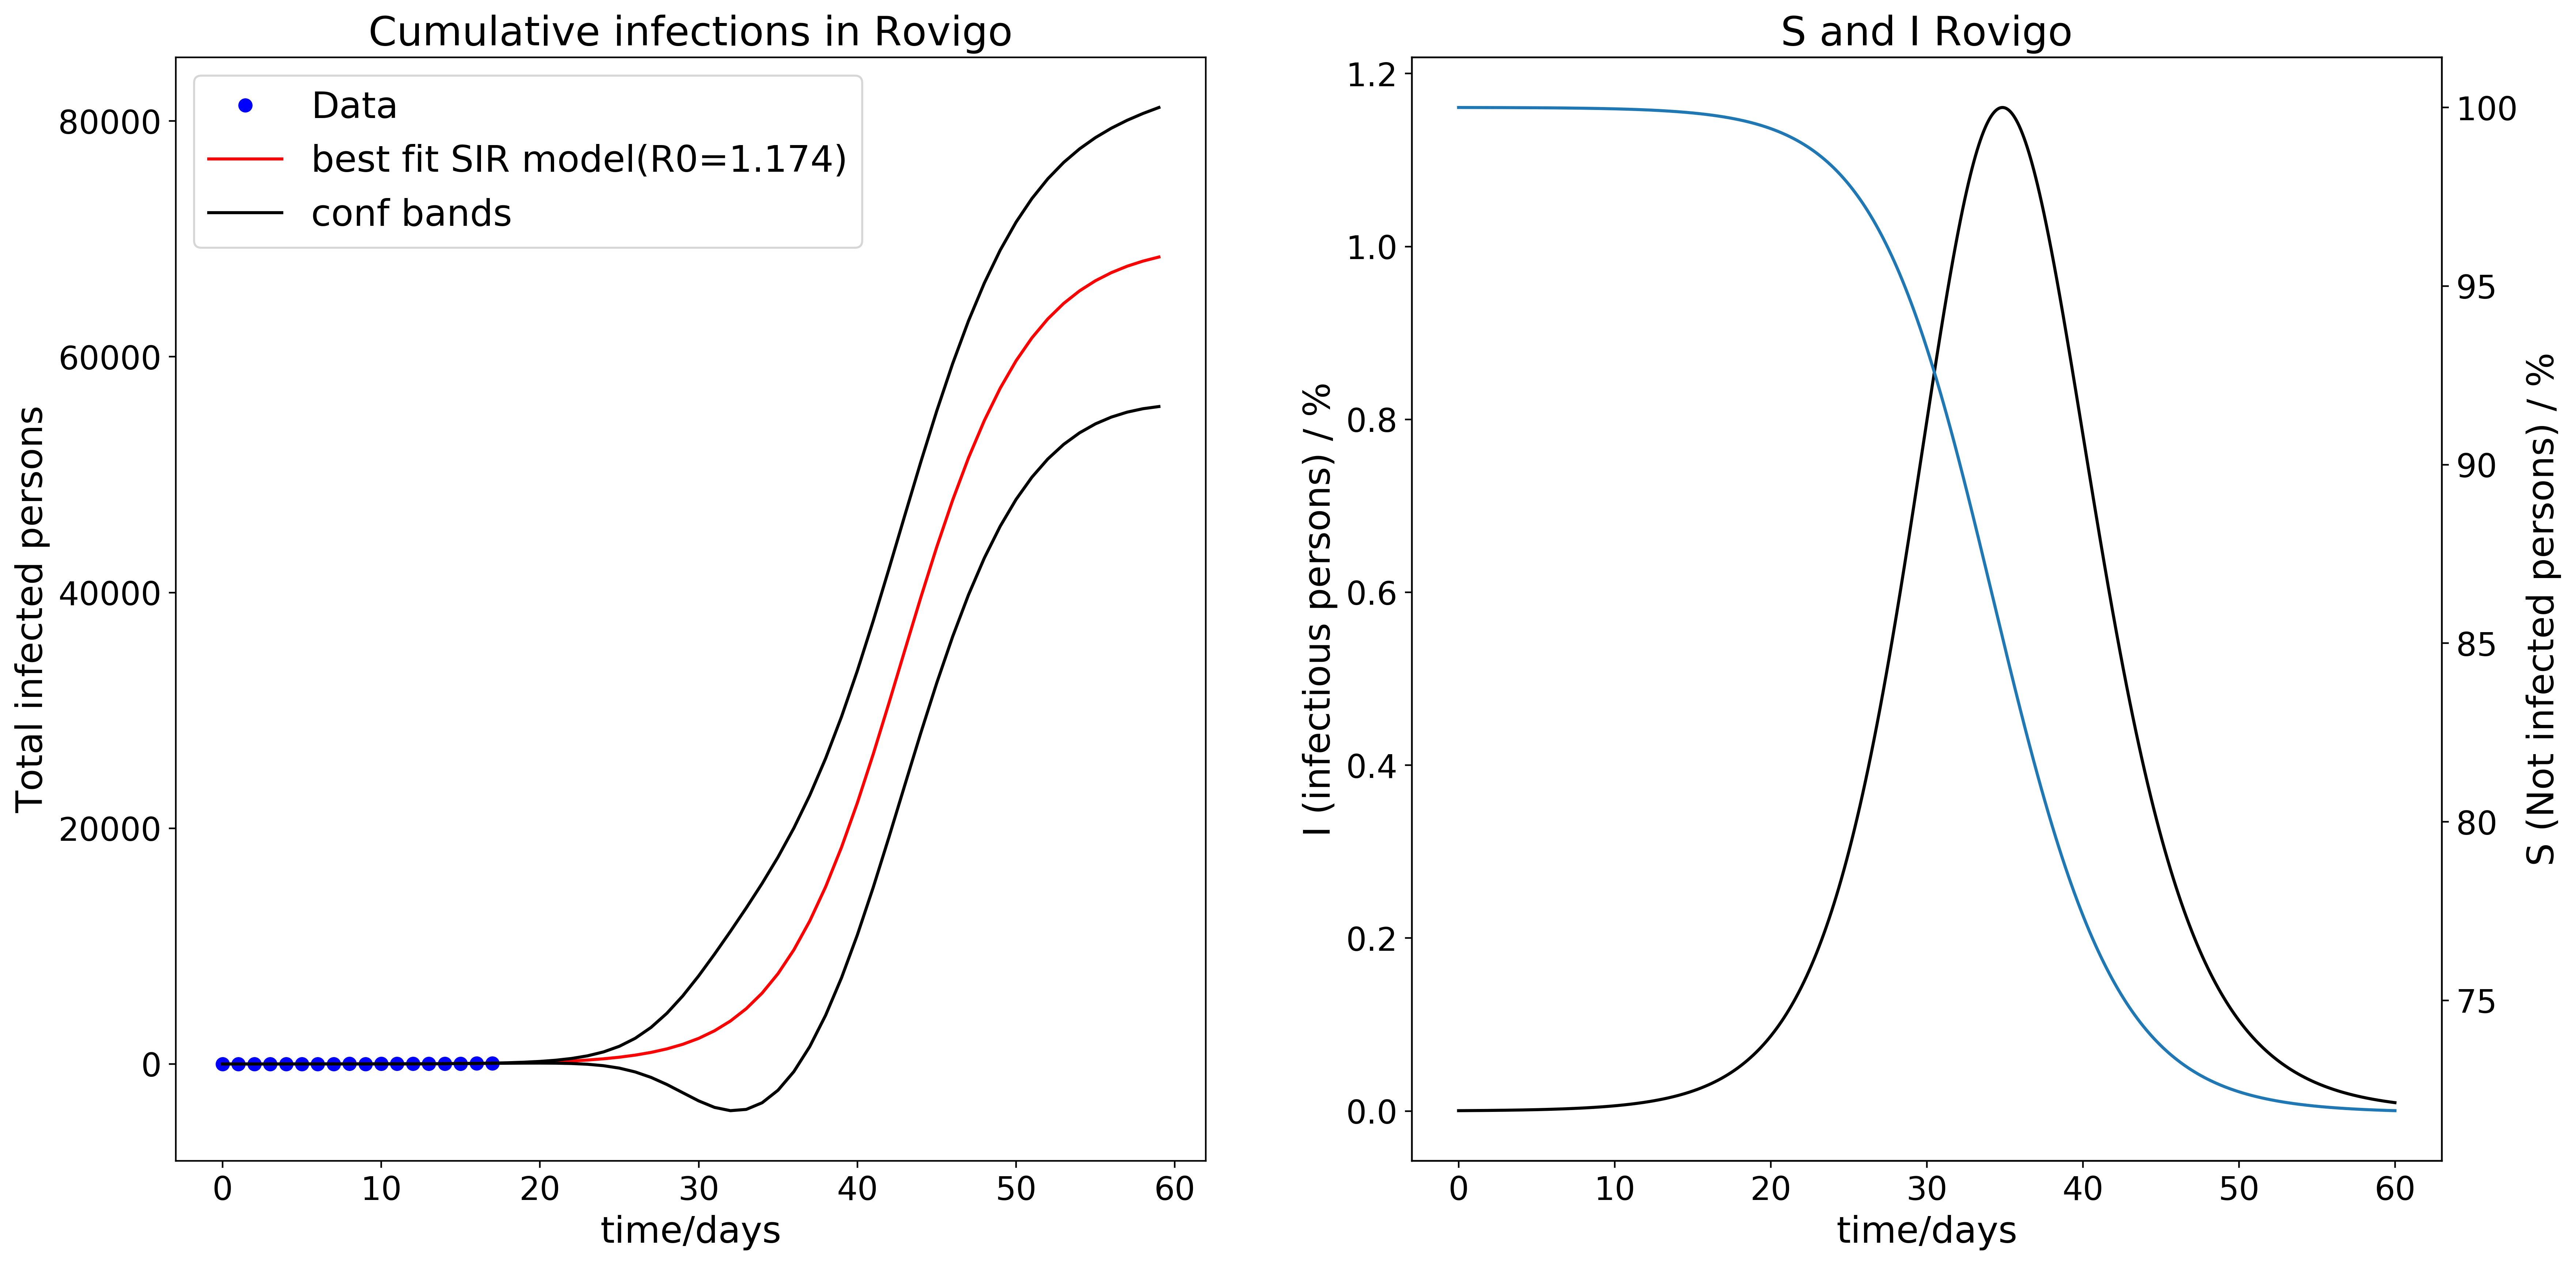 Cumulative infections in Rovigo
Data
best fit SIR model(R0=1.174)
conf bands
80000
60000
40000
20000
0
Total infected persons
0 10 20 30 40 50 60
time/days
S and I Rovigo
1.2
1.0
0.8
0.6
0.4
0.2
0.0
I (infectious persons) / %
100
95
90
85
80
75
S (Not infected persons) / %
0 10 20 30 40 50 60
time/days